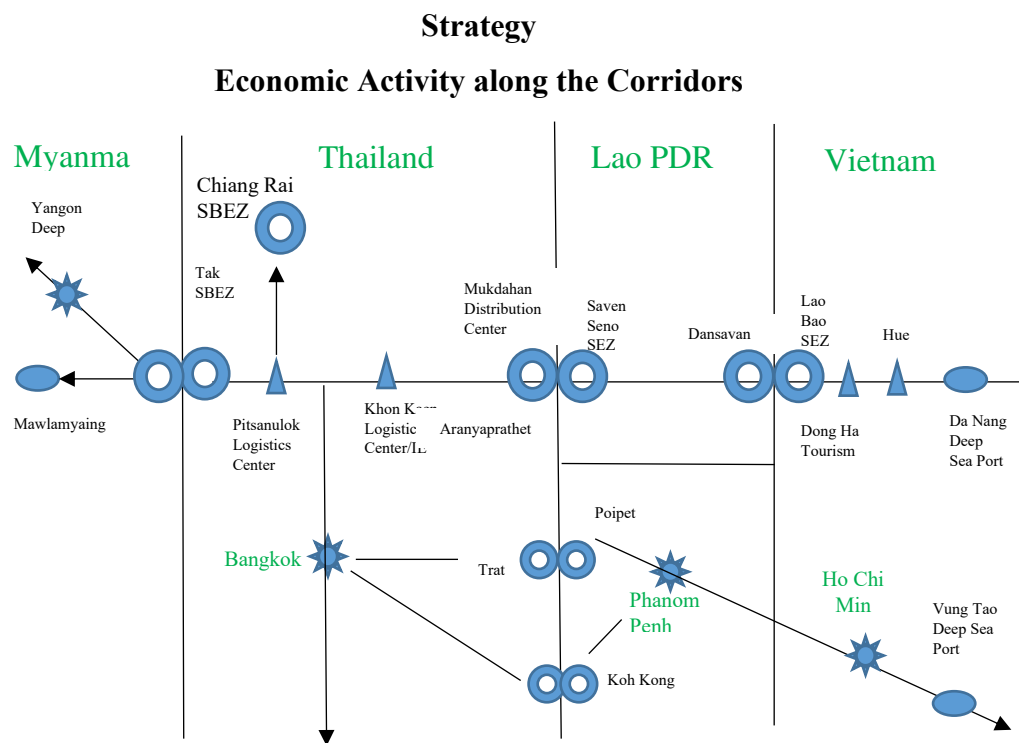 Strategy
Economic Activity along the Corridors
Myanma
Thailand
Lao PDR
Vietnam
Chiang Rai
SBEZ
Yangon
Deep
Tak
SBEZ
Mukdahan
Distribution
Center
Saven
Seno
SEZ
Dansavan
Lao
Bao
SEZ
Hue
Mawlamyaing
Pitsanulok
Logistics
Center
Khon
Logistic
Aranyaprathet
Dong Ha
Tourism
Da Nang
Deep
Sea Port
Poipet
Bangkok
Trat
Phanom
Penh
Ho Chi
Min
Vung Tao
Deep Sea
Port
Koh Kong